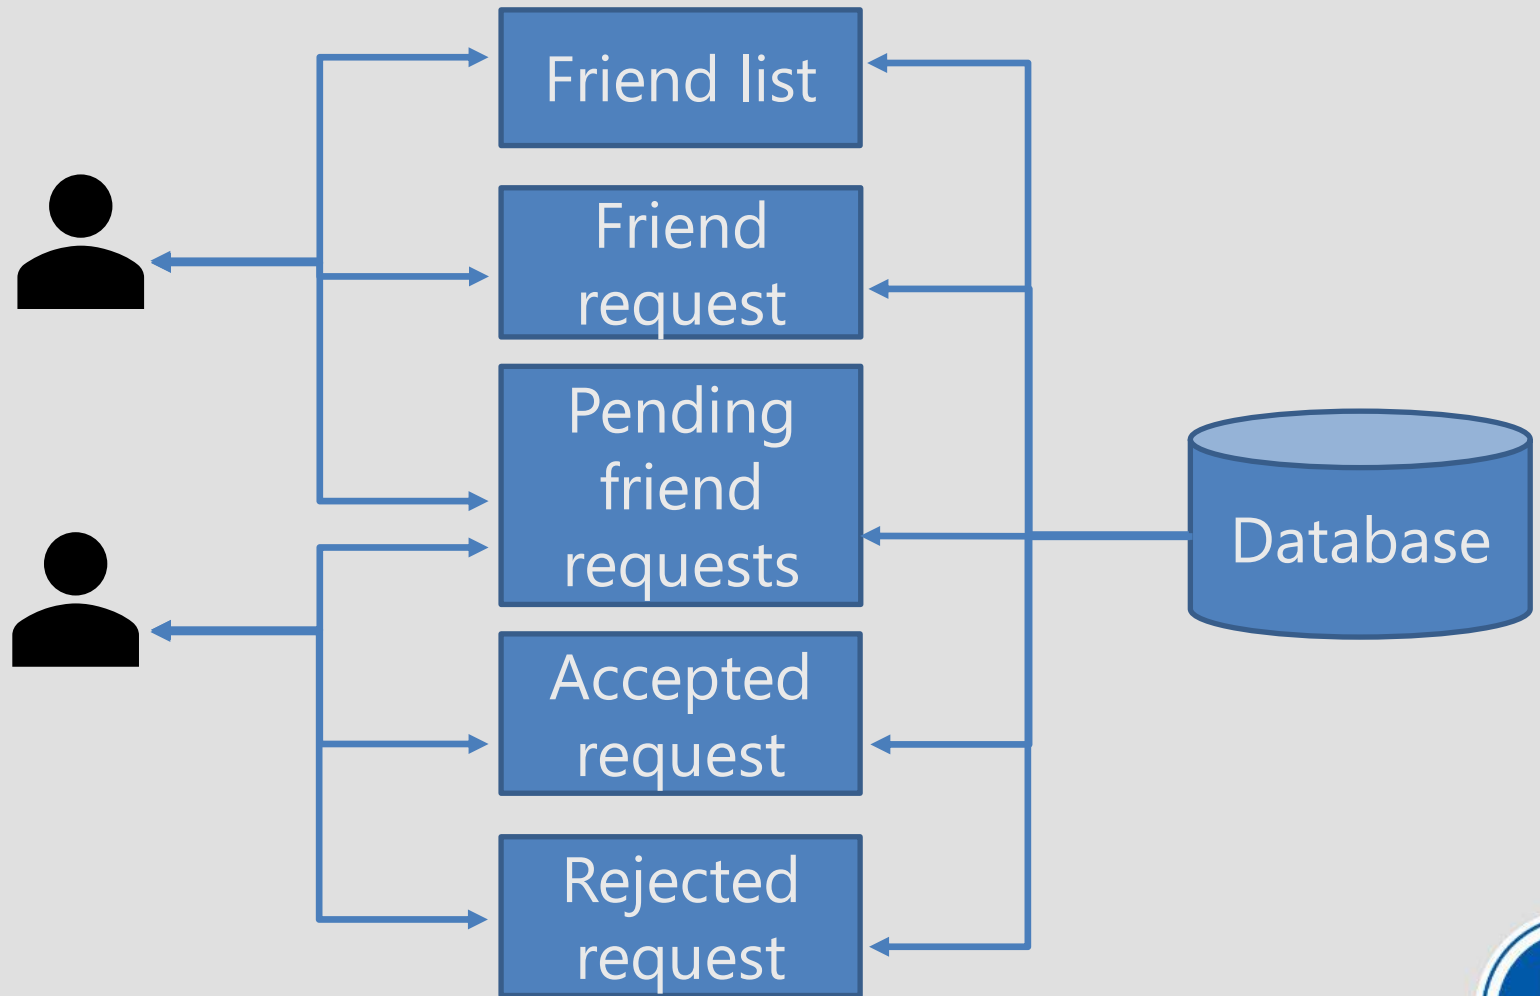 Friend list
Friend
request
Pending
friend
requests
Database
Accepted
request
Rejected
request